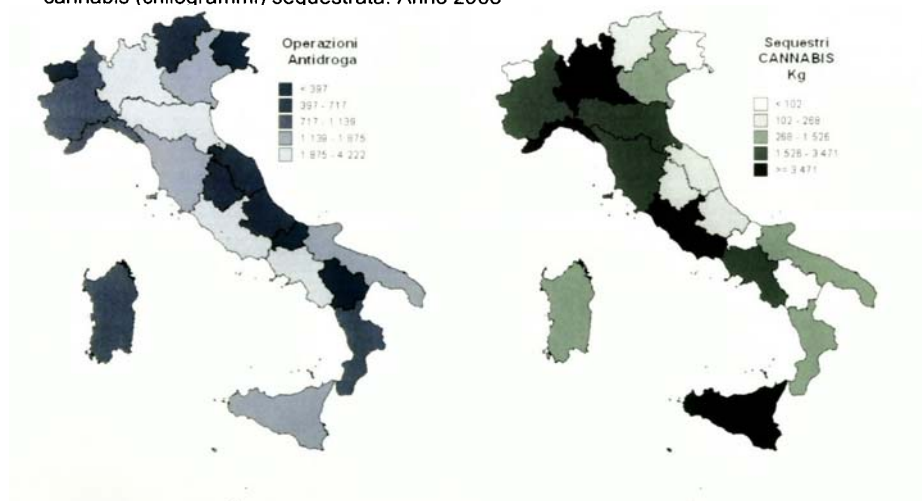 cannabis (chilogrammi) sequestrata. Anno 2008
Operazioni
Antidroga
< 397
397 - 717
717 - 1 139
1 139 - 1 875
1 875 - 4 222
Sequestri
CANNABIS
Kg
< 102
102 - 268
268 - 1 526
1 526 - 3 471
>= 3 471